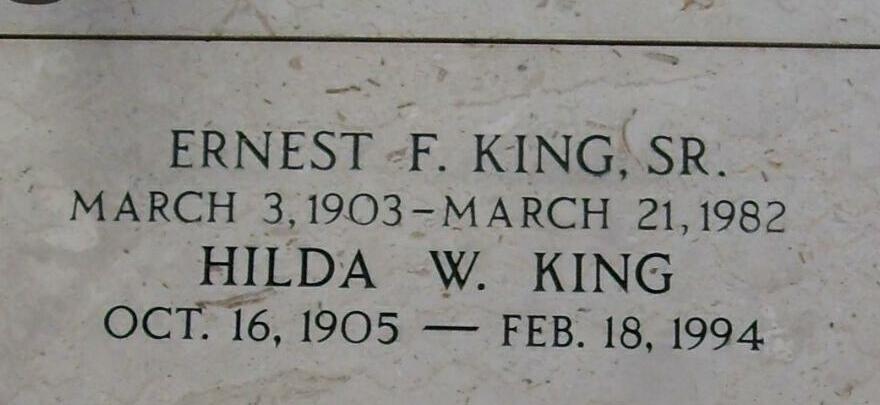 ERNEST F. KING, SR.
MARCH 3, 1903-MARCH 21, 1982
HILDA W. KING
OCT. 16, 1905 — FEB. 18, 1994